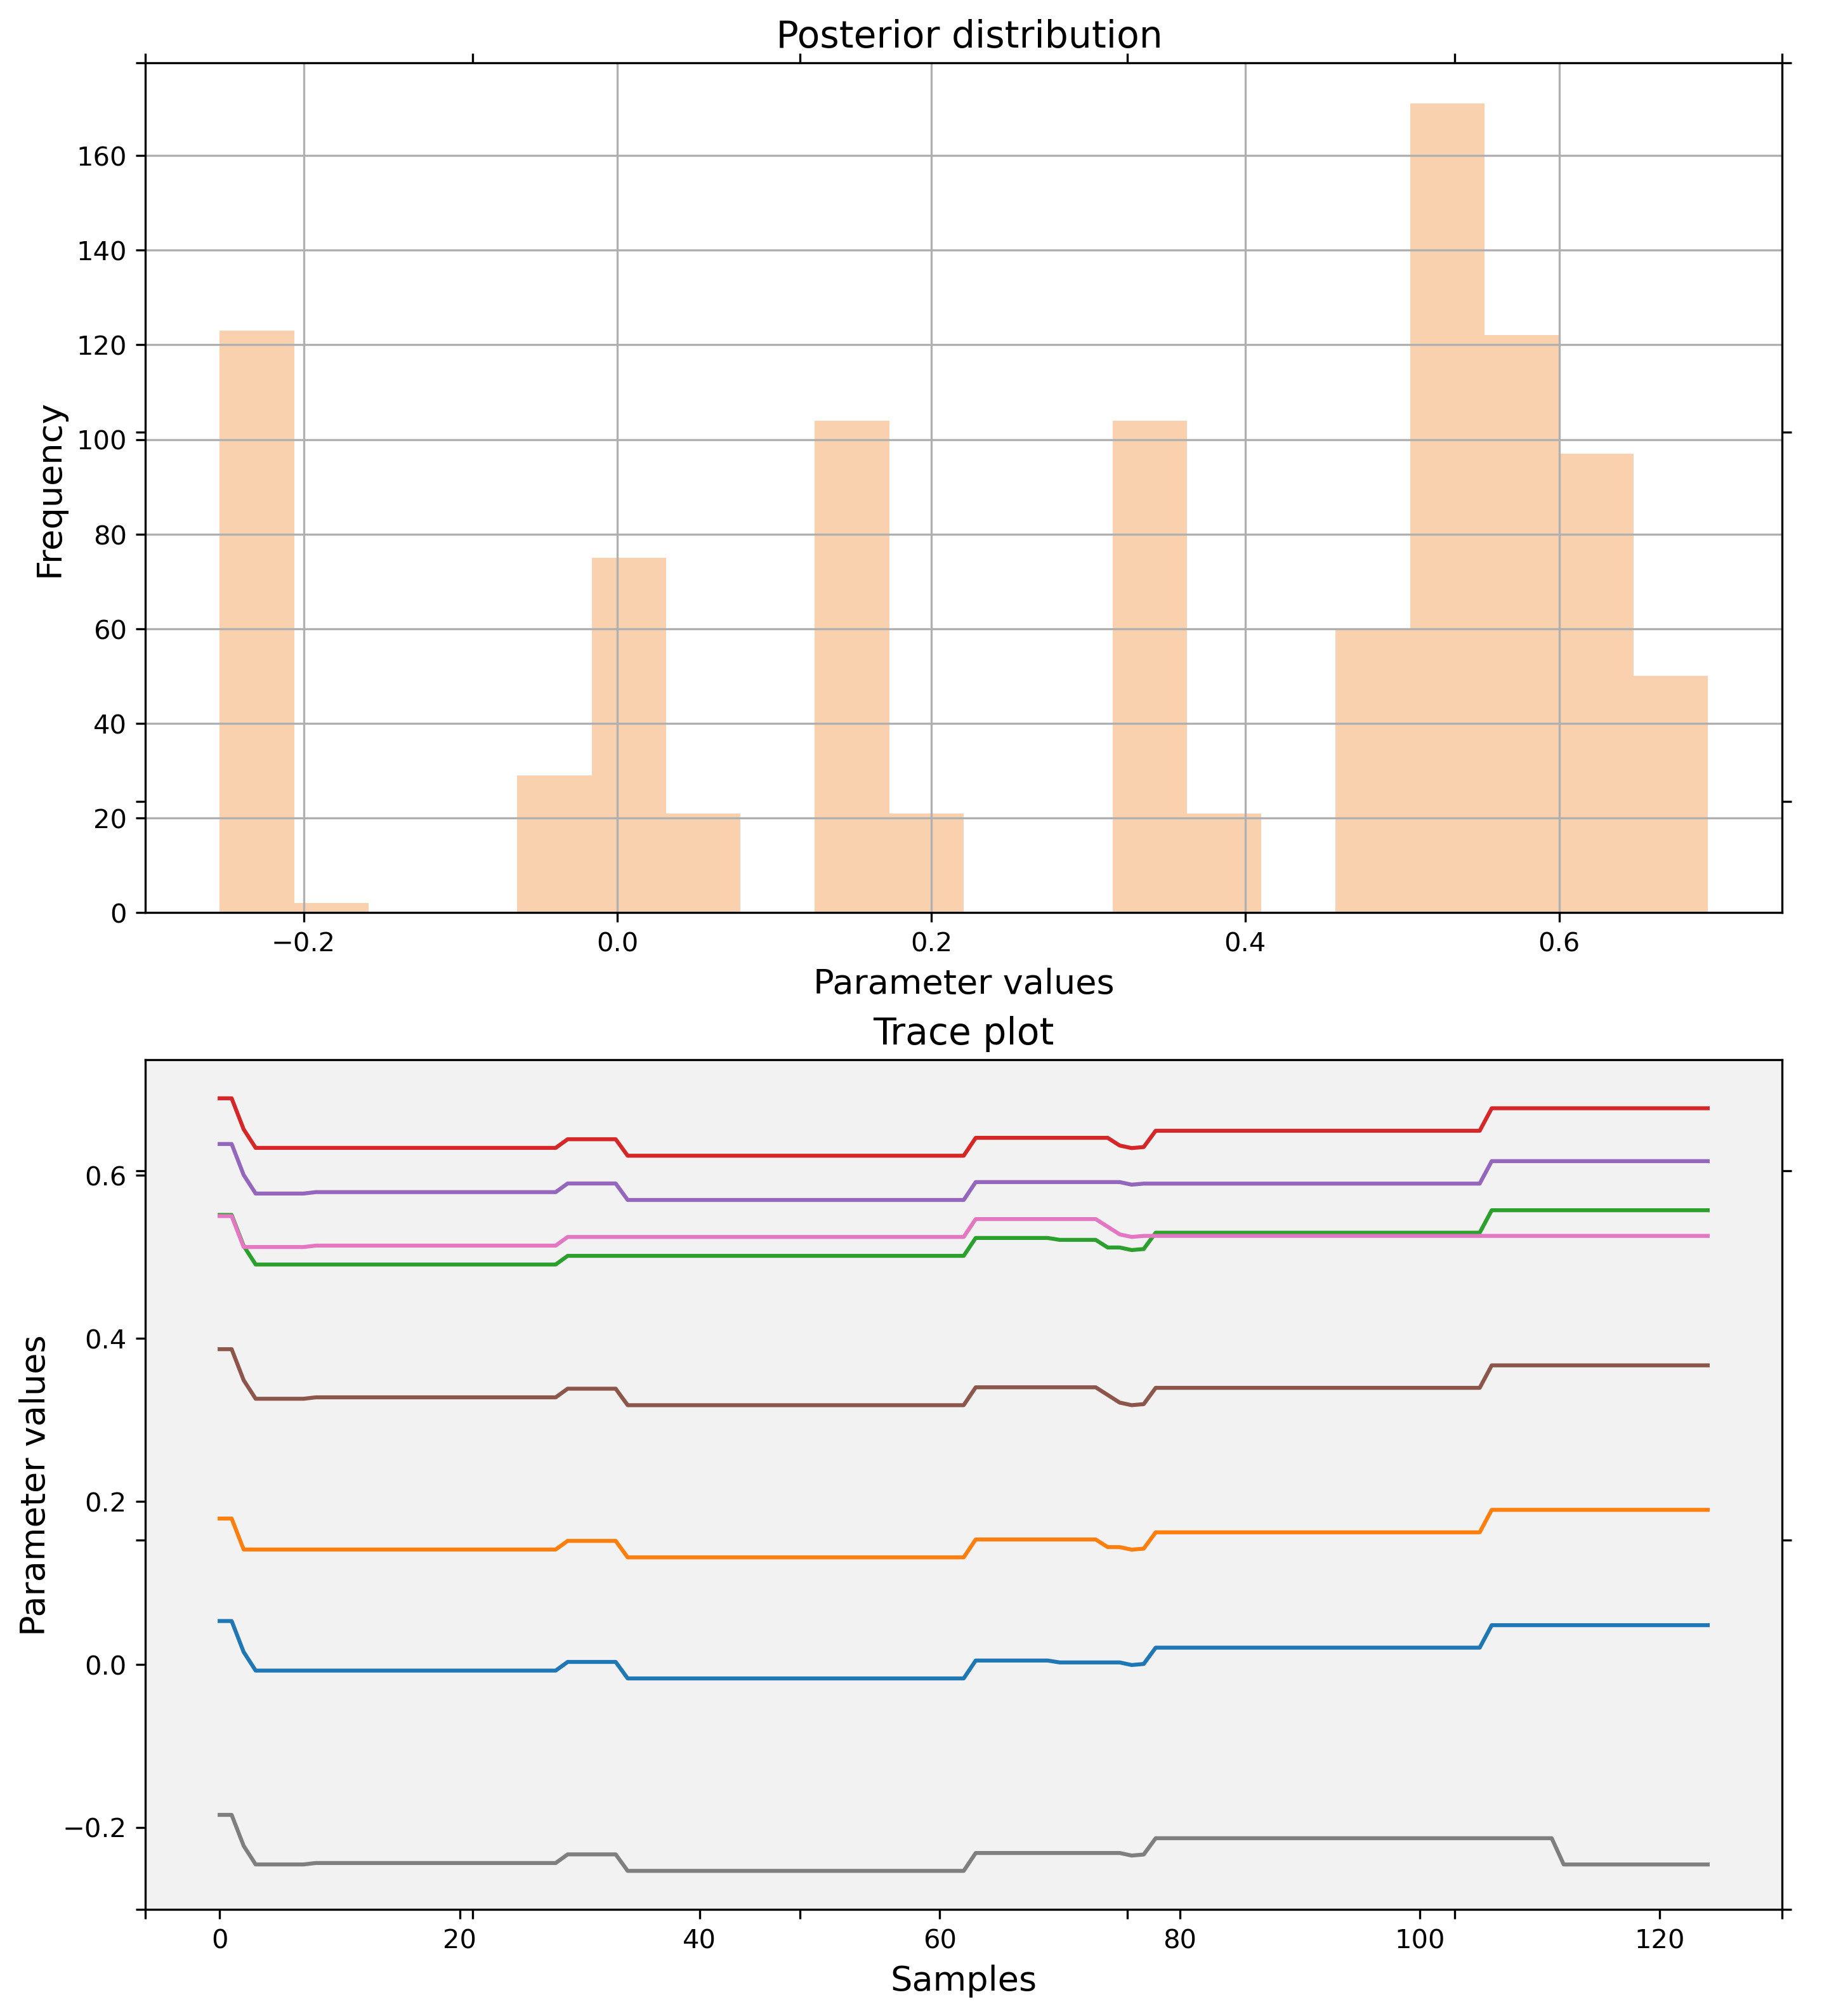 Posterior distribution
160
140
120
100
80
60
40
20
0
Frequency
−0.2 0.0 0.2 0.4 0.6
Parameter values
Trace plot
0.6
0.4
0.2
0.0
−0.2
Parameter values
0 20 40 60 80 100 120
Samples